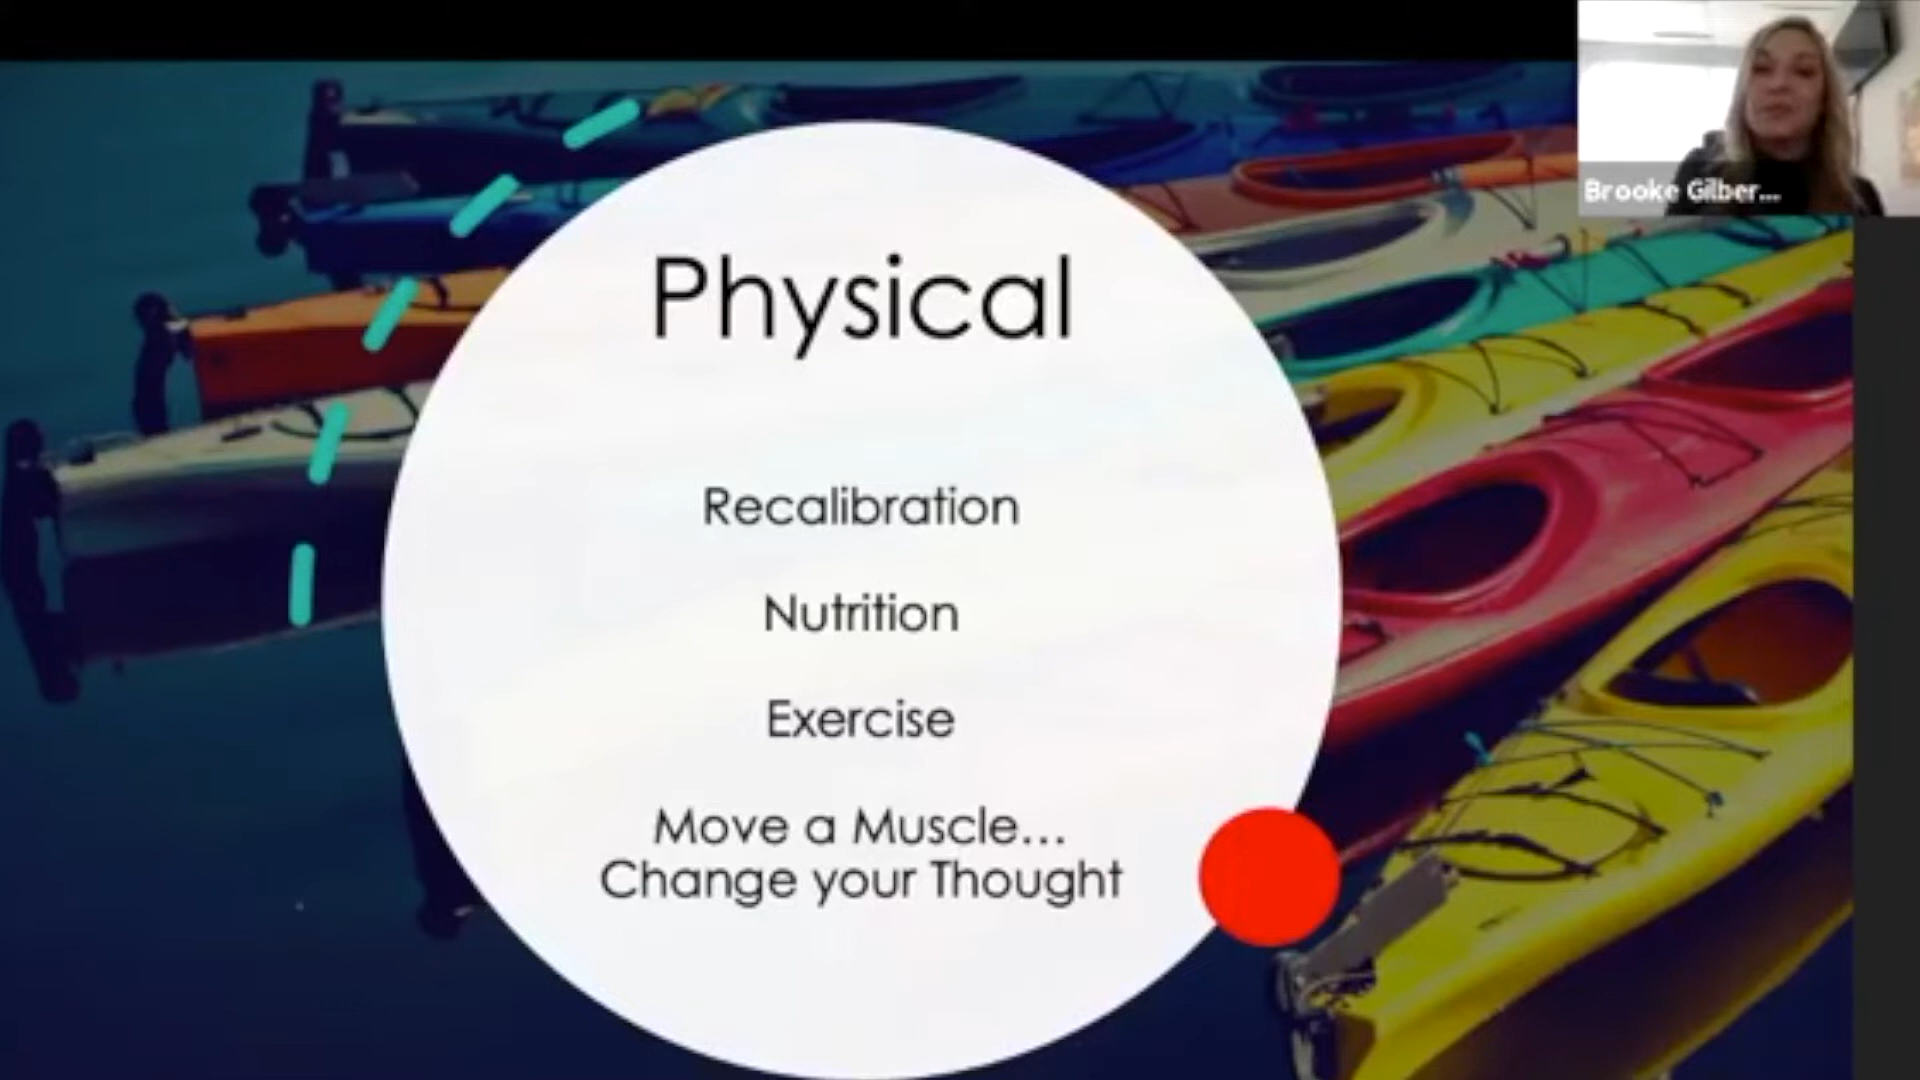 Brooke Gilber...
Physical
Recalibration
Nutrition
Exercise
Move a Muscle...
Change your Thought